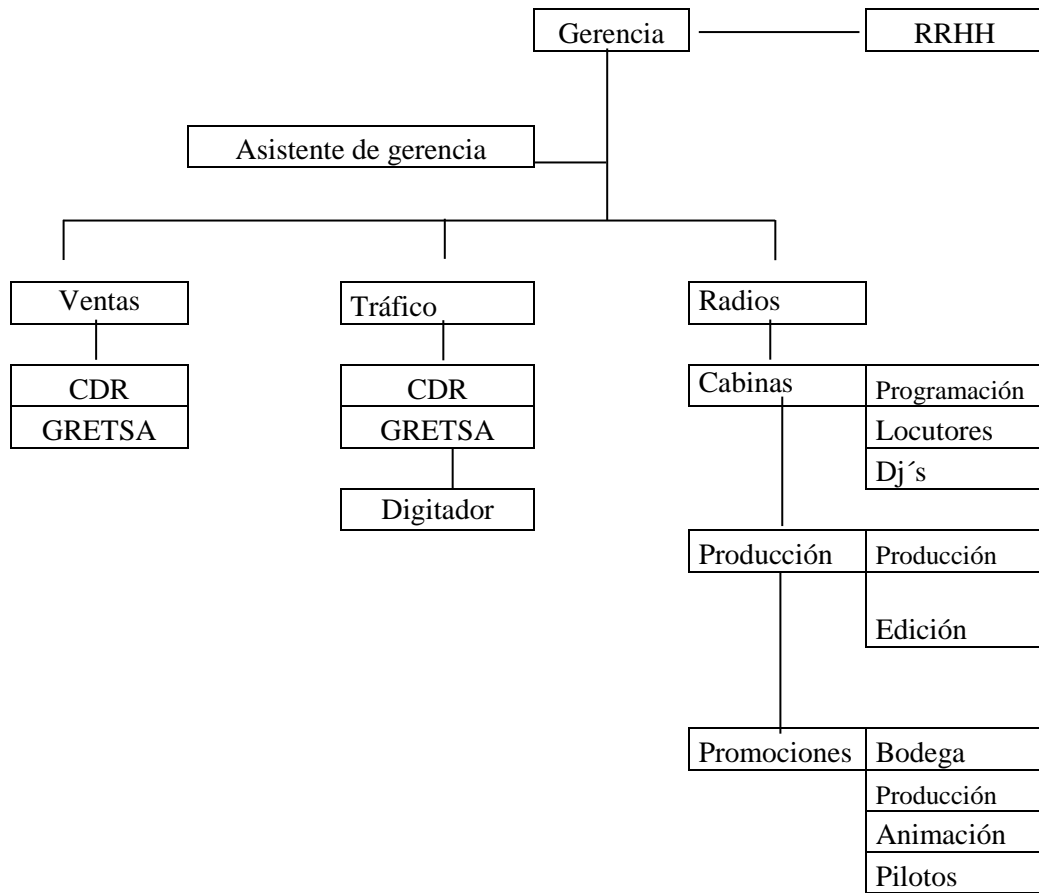 Gerencia
RRHH
Asistente de gerencia
Ventas
Tráfico
Radios
CDR
GRETSA
CDR
GRETSA
Digitador
Cabinas
Programación
Locutores
Dj´s
Producción
Producción
Edición
Promociones
Bodega
Producción
Animación
Pilotos